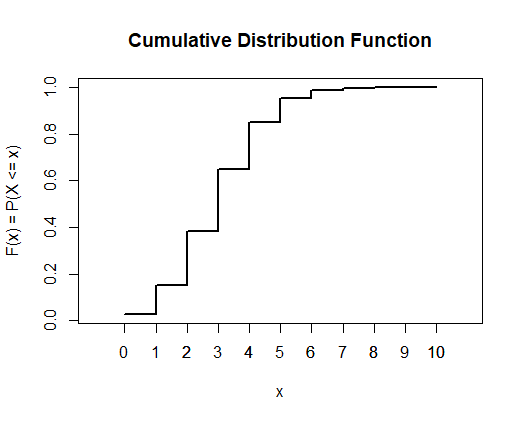 Cumulative Distribution Function
F(x) = P(X <= x)
1.0
0.8
0.6
0.4
0.2
0.0
0 1 2 3 4 5 6 7 8 9 10
x